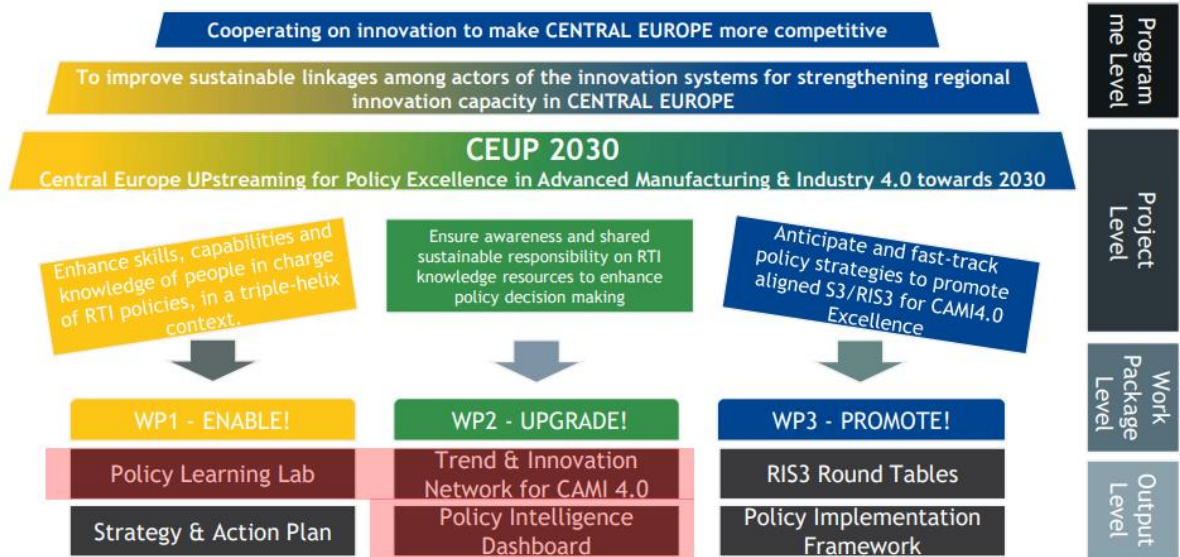 Cooperating on innovation to make CENTRAL EUROPE more competitive
To improve sustainable linkages among actors of the innovation systems for strengthening regional
innovation capacity in CENTRAL EUROPE
CEUP 2030
Central Europe UPstreaming for Policy Excellence in Advanced Manufacturing & Industry 4.0 towards 2030
Enhance skills, capabilities and
knowledge of people in charge
of RTI policies, in a triple-helix
context.
Ensure awareness and shared
sustainable responsibility on RTI
knowledge resources to enhance
policy decision making
Anticipate and fast-track
policy strategies to promote
aligned S3/RIS3 for CAMI4.0
Excellence
WP1 - ENABLE!
WP2 - UPGRADE!
WP3 - PROMOTE!
Policy Learning Lab
Trend & Innovation
Network for CAMI 4.0
RIS3 Round Tables
Strategy & Action Plan
Policy Intelligence
Dashboard
Policy Implementation
Framework
Program
me Level
Project
Level
Work
Package
Level
Output
Level